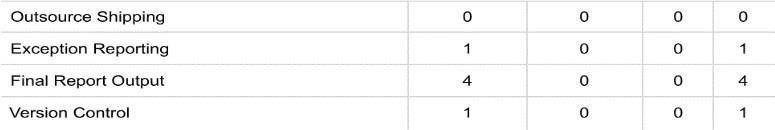 Outsource Shipping 0 0 0 0
Exception Reporting 1 0 0 1
Final Report Output 4 0 0 4
Version Control 1 0 0 1